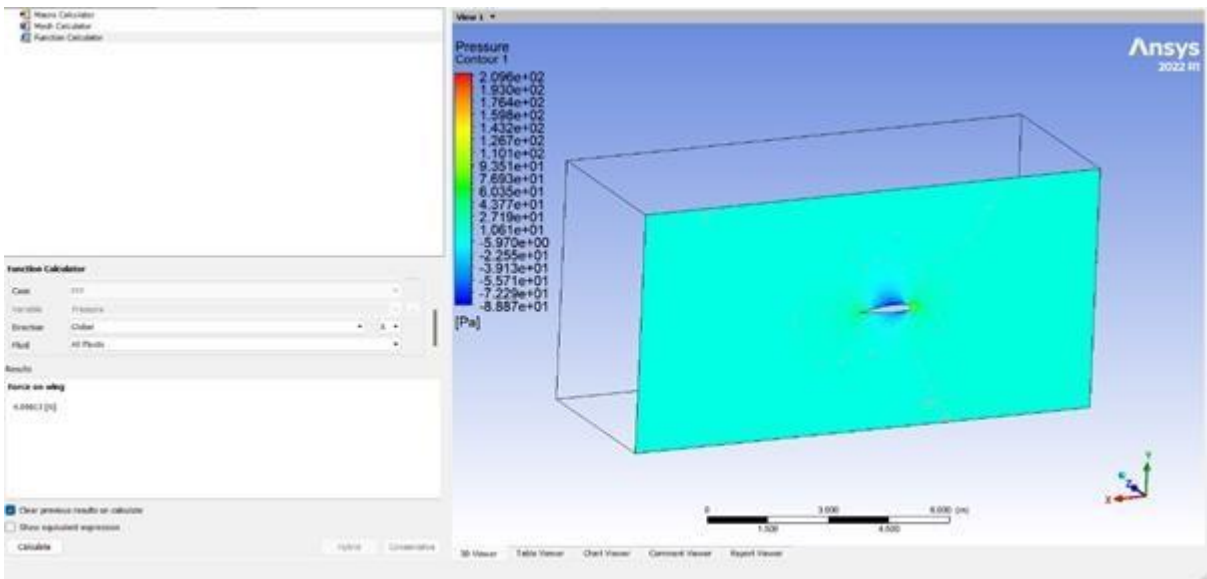 Macro Calculator
Mesh Calculator
Function Calculator
Function Calculator
Case
Variable Pressure
Direction Global X
Fluid All Fluids
Results
Force on wing
Clear previous results on calculate
Show equivalent expression
Calculate Hybrid Conservative
View 1
Pressure
Contour 1
2.096e+02
1.930e+02
1.764e+02
1.598e+02
1.432e+02
1.267e+02
1.101e+02
9.351e+01
7.693e+01
6.035e+01
4.377e+01
2.719e+01
1.061e+01
-5.970e+00
-2.255e+01
-3.913e+01
-5.571e+01
-7.229e+01
-8.887e+01
[Pa]
Ansys
2022 R1
Y
Z
X
0 3.000 6.000 (m)
1.500 4.500
3D Viewer Table Viewer Chart Viewer Comment Viewer Report Viewer